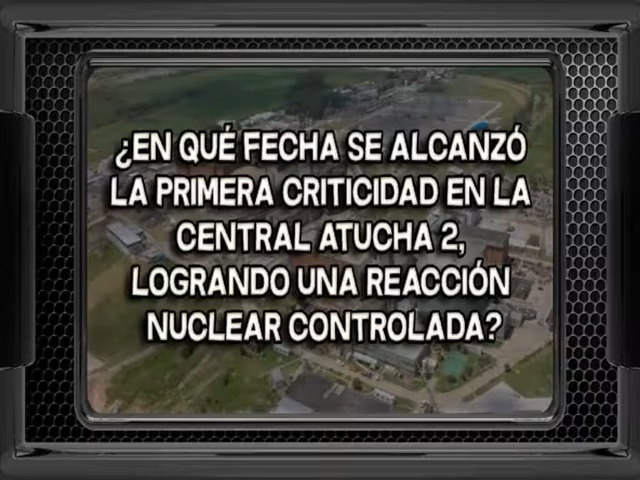 ¿EN QUÉ FECHA SE ALCANZÓ
LA PRIMERA CRITICIDAD EN LA
CENTRAL ATUCHA 2,
LOGRANDO UNA REACCIÓN
NUCLEAR CONTROLADA?